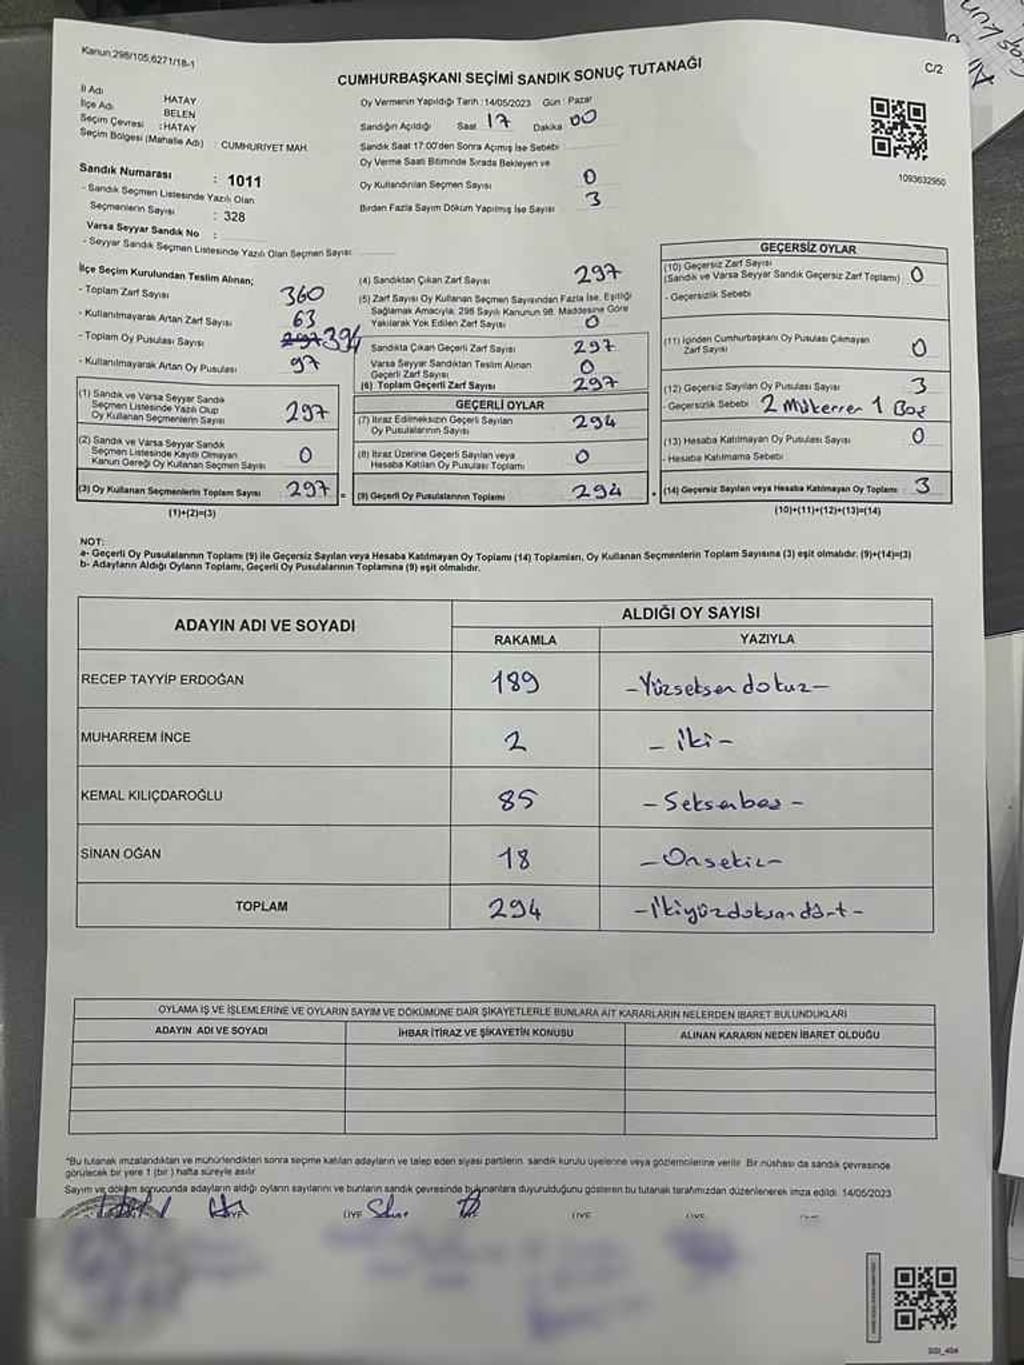 Kanun:298/105,6271/18-1
CUMHURBAŞKANI SEÇİMİ SANDIK SONUÇ TUTANAĞI
C/2
İl Adı HATAY
İlçe Adı BELEN
Seçim Çevresi : HATAY
Seçim Bölgesi (Mahalle Adı) : CUMHURİYET MAH.
Sandık Numarası : 1011
- Sandık Seçmen Listesinde Yazılı Olan
Seçmenlerin Sayısı : 328
Varsa Seyyar Sandık No :
- Seyyar Sandık Seçmen Listesinde Yazılı Olan Seçmen Sayısı:
Oy Vermenin Yapıldığı Tarih :14/05/2023 Gün : Pazar
Sandığın Açıldığı Saat 17 Dakika 00
Sandık Saat 17:00'den Sonra Açımış İse Sebebi
Oy Verme Saati Bitiminde Sırada Bekleyen ve
Oy Kullandırılan Seçmen Sayısı 0
Birden Fazla Sayım Döküm Yapılmış İse Sayısı 3
1093632950
İlçe Seçim Kurulundan Teslim Alınan;
- Toplam Zarf Sayısı 360
- Kullanılmayarak Artan Zarf Sayısı 63
- Toplam Oy Pusulası Sayısı 297 394
- Kullanılmayarak Artan Oy Pusulası 97
(1) Sandık ve Varsa Seyyar Sandık
Seçmen Listesinde Yazılı Olup
Oy Kullanan Seçmenlerin Sayısı 297
(2) Sandık ve Varsa Seyyar Sandık
Seçmen Listesinde Kayıtlı Olmayan
Kanun Gereği Oy Kullanan Seçmen Sayısı 0
(3) Oy Kullanan Seçmenlerin Toplam Sayısı 297 =
(1)+(2)=(3)
(4) Sandıktan Çıkan Zarf Sayısı 297
(5) Zarf Sayısı Oy Kullanan Seçmen Sayısından Fazla İse, Eşitliği
Sağlamak Amacıyla; 298 Sayılı Kanunun 98. Maddesine Göre
Yakılarak Yok Edilen Zarf Sayısı 0
Sandıkta Çıkan Geçerli Zarf Sayısı 297
Varsa Seyyar Sandıktan Teslim Alınan
Geçerli Zarf Sayısı 0
(6) Toplam Geçerli Zarf Sayısı 297
GEÇERLİ OYLAR
(7) İtiraz Edilmeksizin Geçerli Sayılan
Oy Pusulalarının Sayısı 294
(8) İtiraz Üzerine Geçerli Sayılan veya
Hesaba Katılan Oy Pusulası Toplamı 0
(9) Geçerli Oy Pusulalarının Toplamı 294
GEÇERSİZ OYLAR
(10) Geçersiz Zarf Sayısı
(Sandık ve Varsa Seyyar Sandık Geçersiz Zarf Toplamı) 0
- Geçersizlik Sebebi
(11) İçinden Cumhurbaşkanı Oy Pusulası Çıkmayan
Zarf Sayısı 0
(12) Geçersiz Sayılan Oy Pusulası Sayısı 3
- Geçersizlik Sebebi 2 Mükerrer 1 Boş
(13) Hesaba Katılmayan Oy Pusulası Sayısı 0
- Hesaba Katılmama Sebebi
(14) Geçersiz Sayılan veya Hesaba Katılmayan Oy Toplamı 3
(10)+(11)+(12)+(13)=(14)
NOT:
a- Geçerli Oy Pusulalarının Toplamı (9) ile Geçersiz Sayılan veya Hesaba Katılmayan Oy Toplamı (14) Toplamları, Oy Kullanan Seçmenlerin Toplam Sayısına (3) eşit olmalıdır. (9)+(14)=(3)
b- Adayların Aldığı Oyların Toplamı, Geçerli Oy Pusulalarının Toplamına (9) eşit olmalıdır.
ADAYIN ADI VE SOYADI ALDIĞI OY SAYISI
RAKAMLA YAZIYLA
RECEP TAYYİP ERDOĞAN 189 -Yüzseksen dokuz-
MUHARREM İNCE 2 - iki -
KEMAL KILIÇDAROĞLU 85 - Seksenbeş -
SİNAN OĞAN 18 -Onsekiz-
TOPLAM 294 -İkiyüzdoksandört-
OYLAMA İŞ VE İŞLEMLERİNE VE OYLARIN SAYIM VE DÖKÜMÜNE DAİR ŞİKAYETLERLE BUNLARA AİT KARARLARIN NELERDEN İBARET BULUNDUKLARI
ADAYIN ADI VE SOYADI İHBAR İTİRAZ VE ŞİKAYETİN KONUSU ALINAN KARARIN NEDEN İBARET OLDUĞU
*Bu tutanak imzalandıktan ve mühürlendikten sonra seçime katılan adayların ve talep eden siyasi partilerin sandık kurulu üyelerine veya gözlemcilerine verilir. Bir nüshası da sandık çevresinde
görülecek bir yere 1 (bir) hafta süreyle asılır
Sayım ve döküm sonucunda adayların aldığı oyların sayılarını ve bunların sandık çevresinde bulunanlara duyurulduğunu gösteren bu tutanak tarafımızdan düzenlenerek imza edildi. 14/05/2023
ÜYE ÜYE ÜYE ÜYE